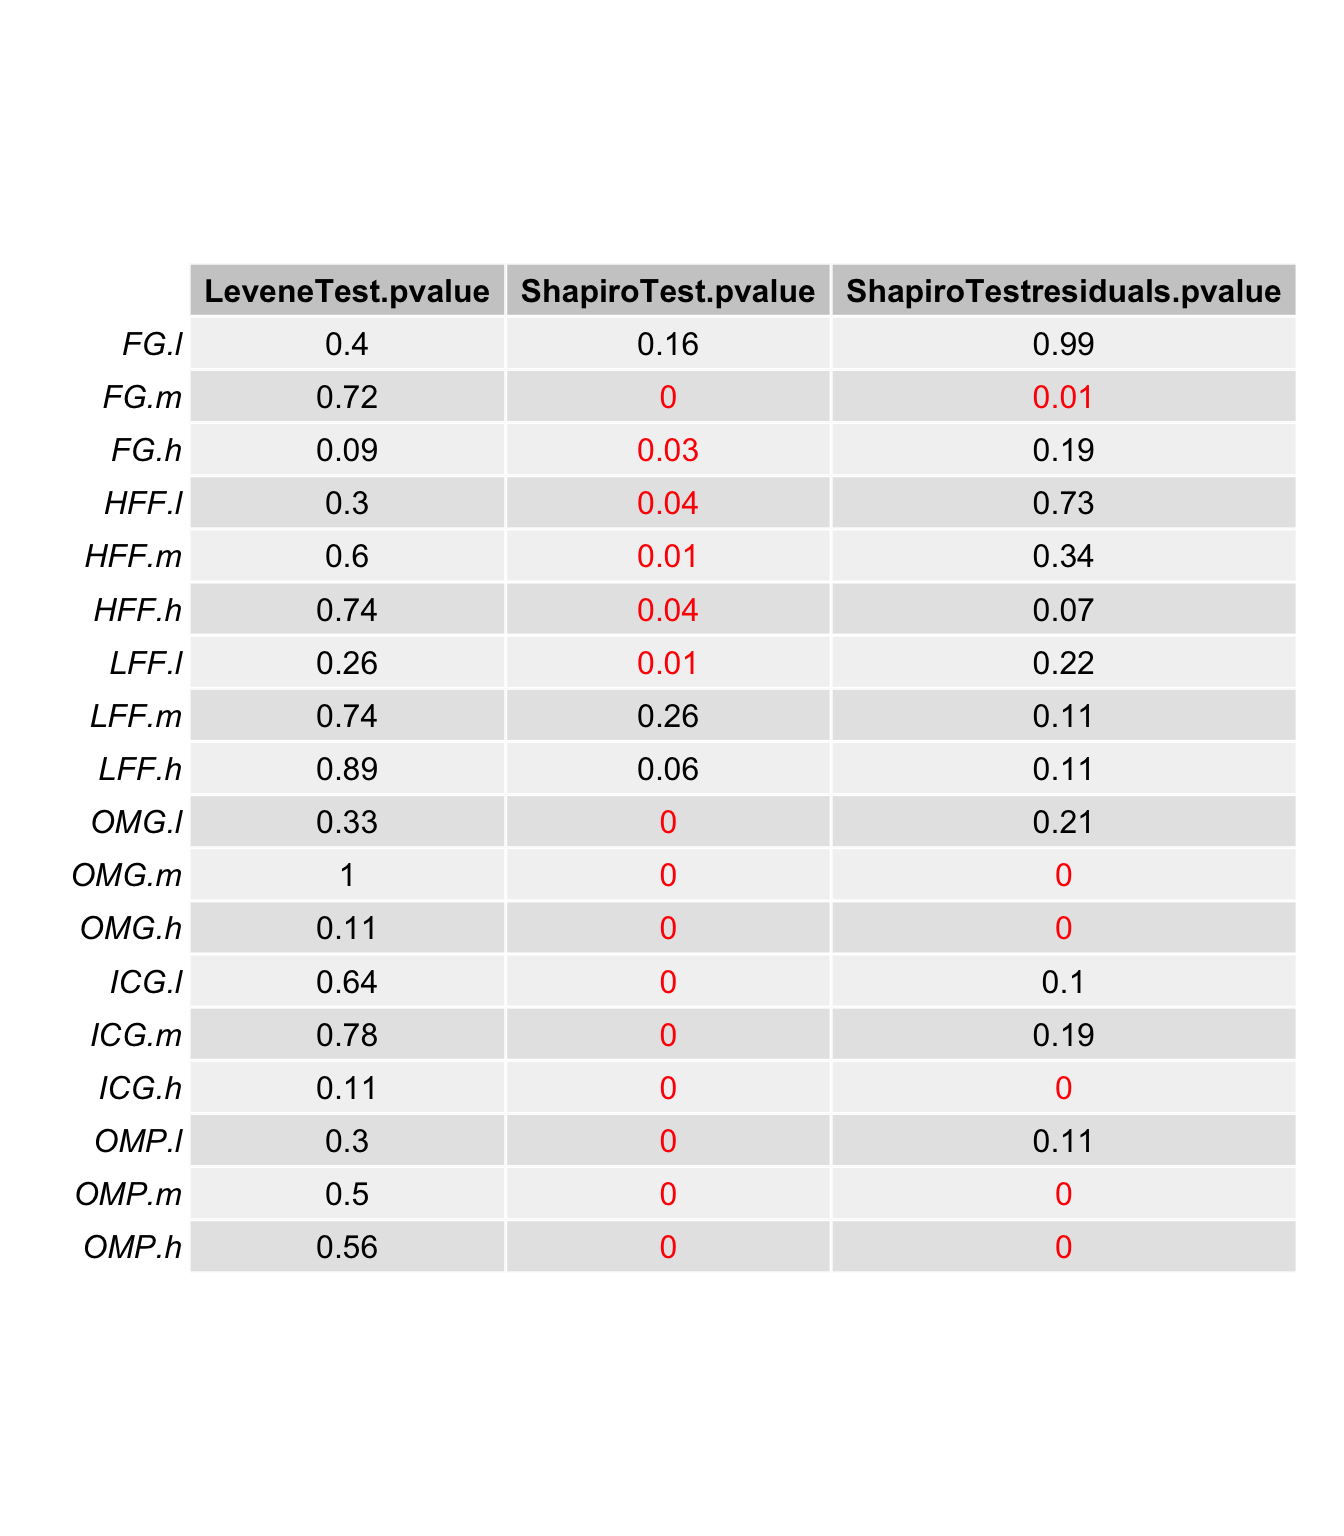 LeveneTest.pvalue ShapiroTest.pvalue ShapiroTestresiduals.pvalue
FG.l 0.4 0.16 0.99
FG.m 0.72 0 0.01
FG.h 0.09 0.03 0.19
HFF.l 0.3 0.04 0.73
HFF.m 0.6 0.01 0.34
HFF.h 0.74 0.04 0.07
LFF.l 0.26 0.01 0.22
LFF.m 0.74 0.26 0.11
LFF.h 0.89 0.06 0.11
OMG.l 0.33 0 0.21
OMG.m 1 0 0
OMG.h 0.11 0 0
ICG.l 0.64 0 0.1
ICG.m 0.78 0 0.19
ICG.h 0.11 0 0
OMP.l 0.3 0 0.11
OMP.m 0.5 0 0
OMP.h 0.56 0 0